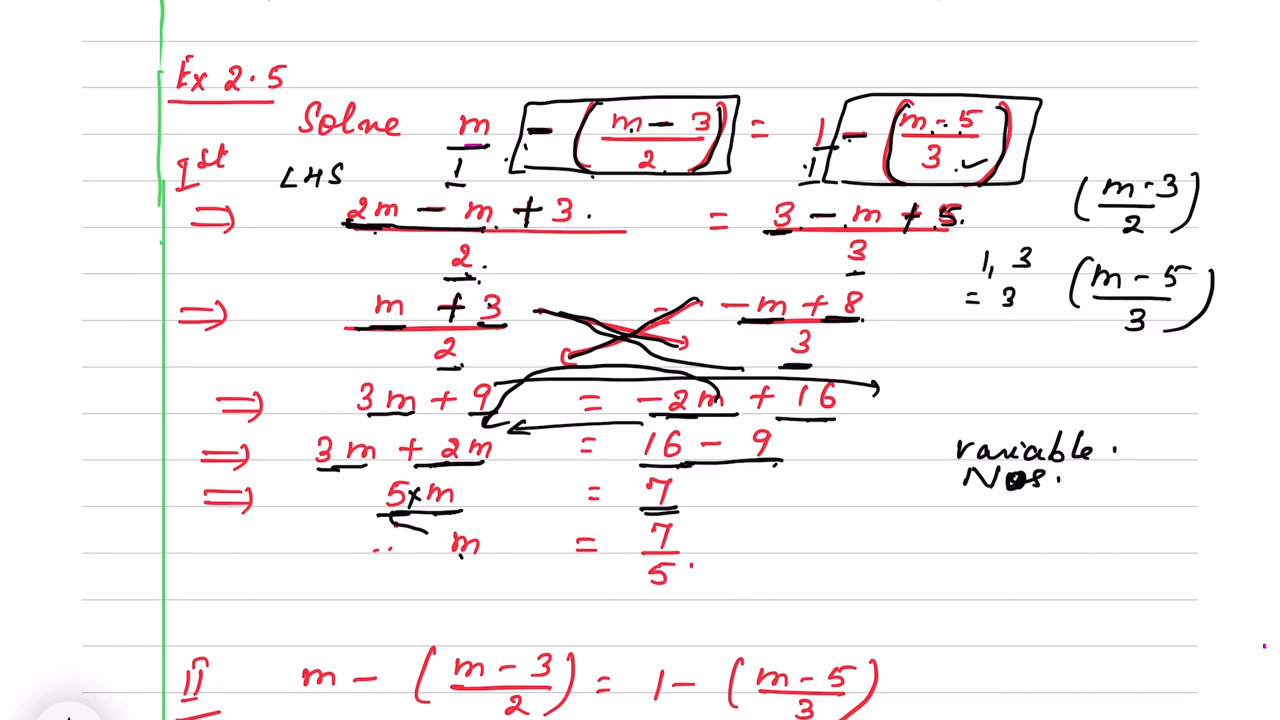 Ex 2.5
Solve m/1 - ((m - 3)/2) = 1/1 - ((m - 5)/3)
Ist LHS
⇒ (2m - m + 3)/2 = (3 - m + 5)/3
((m - 3)/2)
1, 3
= 3
((m - 5)/3)
⇒ (m + 3)/2 = (-m + 8)/3
⇒ 3m + 9 = -2m + 16
⇒ 3m + 2m = 16 - 9
variable.
Nos.
⇒ 5×m = 7
m = 7/5.
II m - ((m - 3)/2) = 1 - ((m - 5)/3)